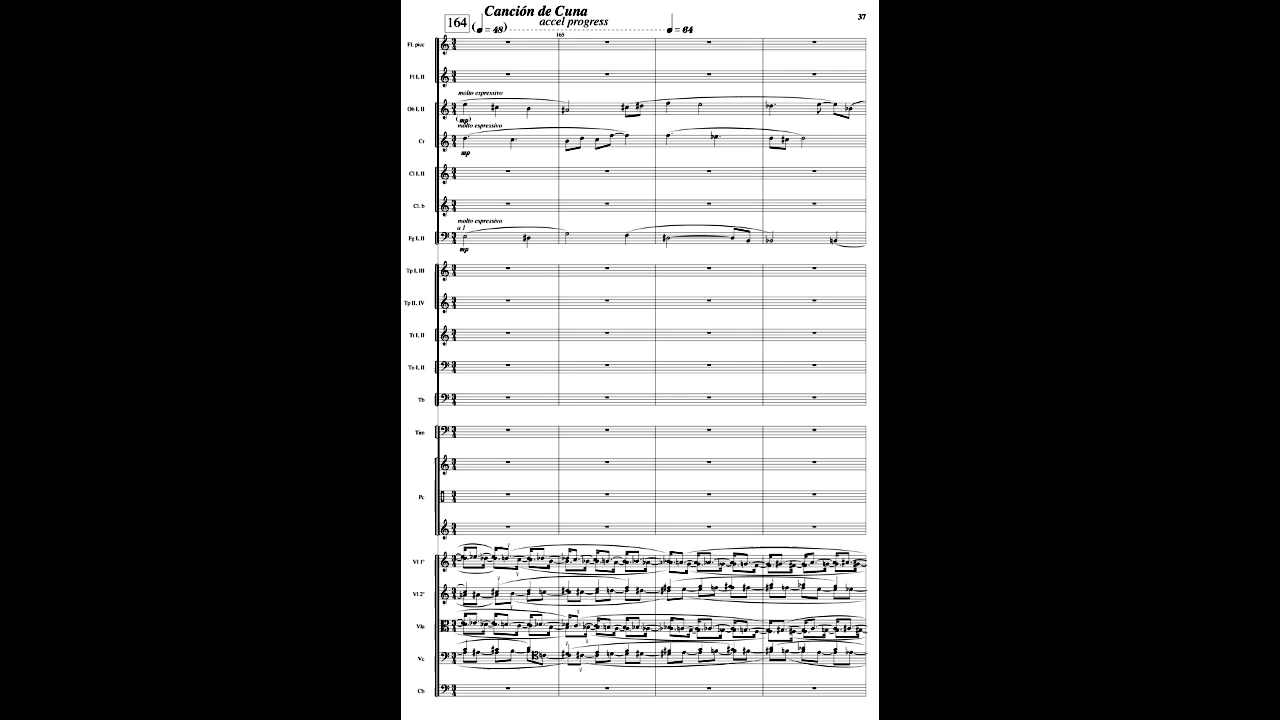 Canción de Cuna
37
164 (♩ = 48) accel progress ♩ = 64
165
Fl. picc
Fl I, II
molto espressivo
Ob I, II
(mp)
molto espressivo
Cr
mp
Cl I, II
Cl. b
molto espressivo
a 1
Fg I, II
mp
Tp I, III
Tp II, IV
Tt I, II
Tn I, II
Tb
Tim
Pc
Vl 1°
Vl 2°
Vla
Vc
Cb